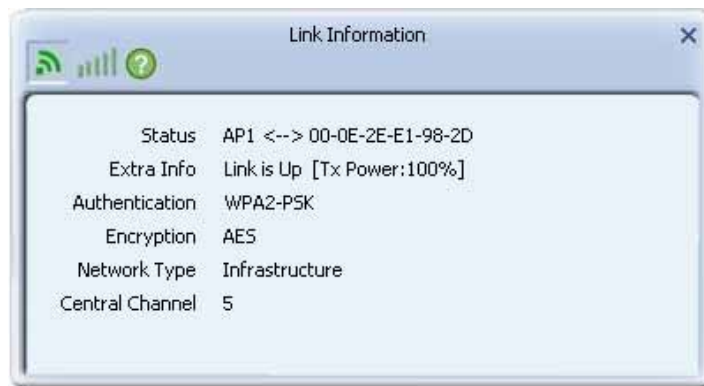 Link Information
Status AP1 <--> 00-0E-2E-E1-98-2D
Extra Info Link is Up [Tx Power:100%]
Authentication WPA2-PSK
Encryption AES
Network Type Infrastructure
Central Channel 5